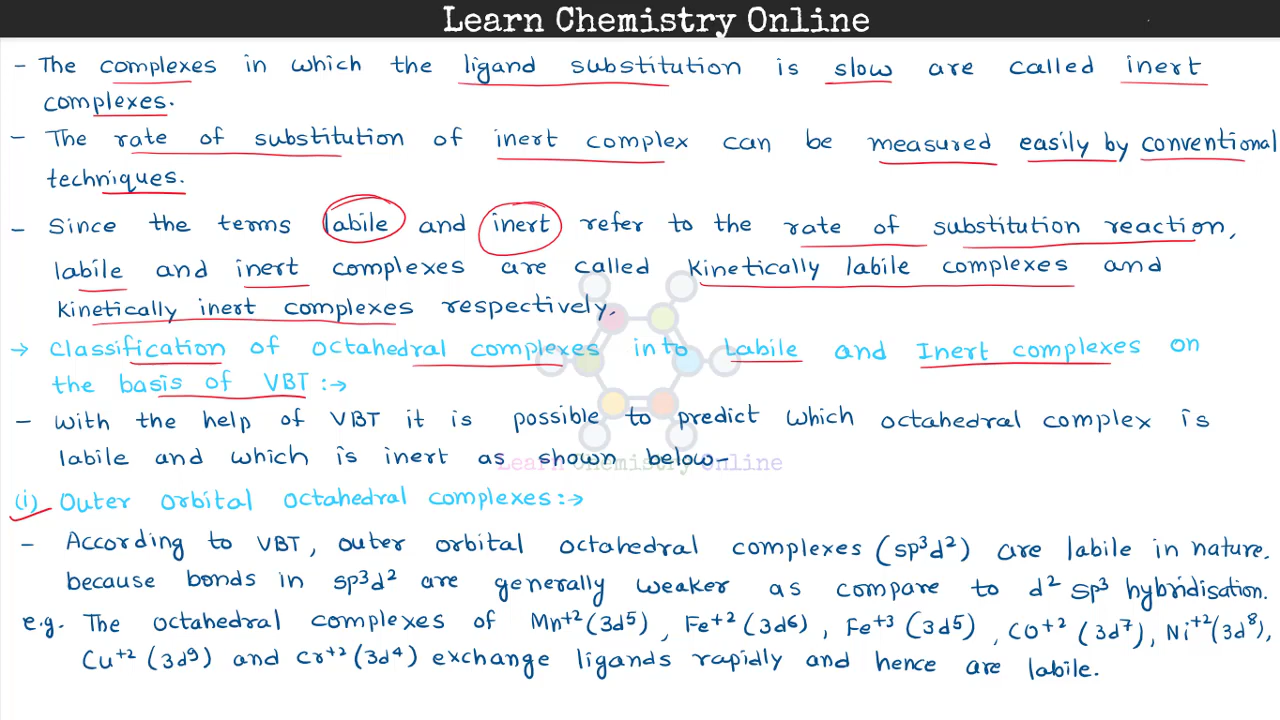 Learn Chemistry Online
- The complexes in which the ligand substitution is slow are called inert
complexes.
- The rate of substitution of inert complex can be measured easily by conventional
techniques.
- Since the terms labile and inert refer to the rate of substitution reaction,
labile and inert complexes are called kinetically labile complexes and
kinetically inert complexes respectively.
→ Classification of octahedral complexes into Labile and Inert complexes on
the basis of VBT :→
- With the help of VBT it is possible to predict which octahedral complex is
labile and which is inert as shown below-
Learn Chemistry Online
(i) Outer orbital octahedral complexes:→
- According to VBT, outer orbital octahedral complexes (sp³d²) are labile in nature.
because bonds in sp³d² are generally weaker as compare to d² sp³ hybridisation.
e.g. The octahedral complexes of Mn⁺² (3d⁵), Fe⁺² (3d⁶), Fe⁺³ (3d⁵), CO⁺² (3d⁷), Ni⁺² (3d⁸),
Cu⁺² (3d⁹) and Cr⁺² (3d⁴) exchange ligands rapidly and hence are labile.